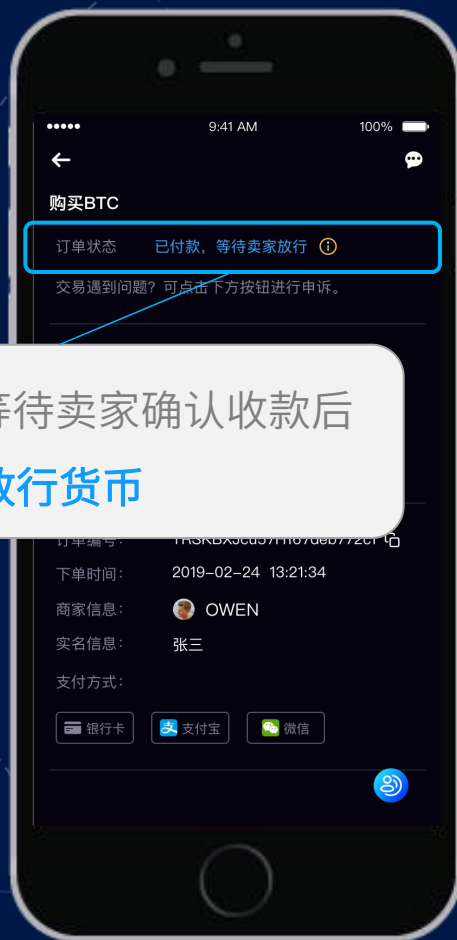 9:41 AM 100%
购买BTC
订单状态 已付款，等待卖家放行
交易遇到问题？可点击下方按钮进行申诉。
等待卖家确认收款后
放行货币
订单编号：
下单时间： 2019-02-24 13:21:34
商家信息： OWEN
实名信息： 张三
支付方式：
银行卡 支付宝 微信